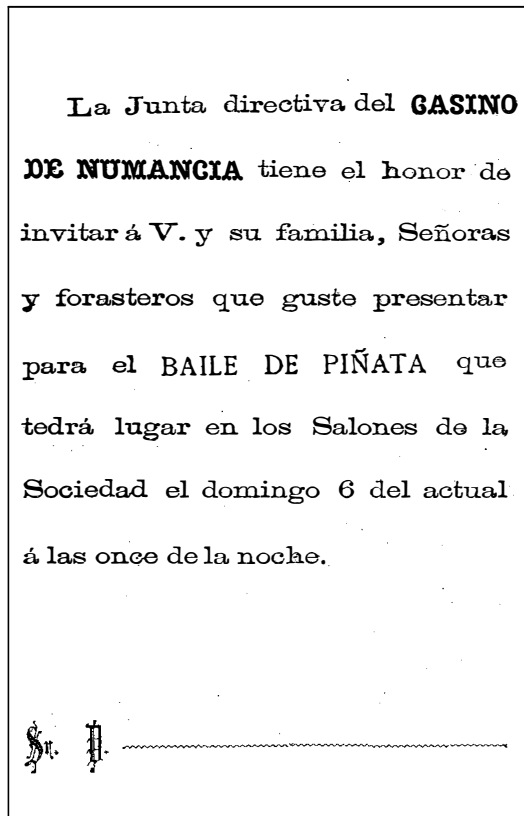 La Junta directiva del CASINO
DE NUMANCIA tiene el honor de
invitar á V. y su familia, Señoras
y forasteros que guste presentar
para el BAILE DE PIÑATA que
tedrá lugar en los Salones de la
Sociedad el domingo 6 del actual
á las once de la noche.
Sr. D.